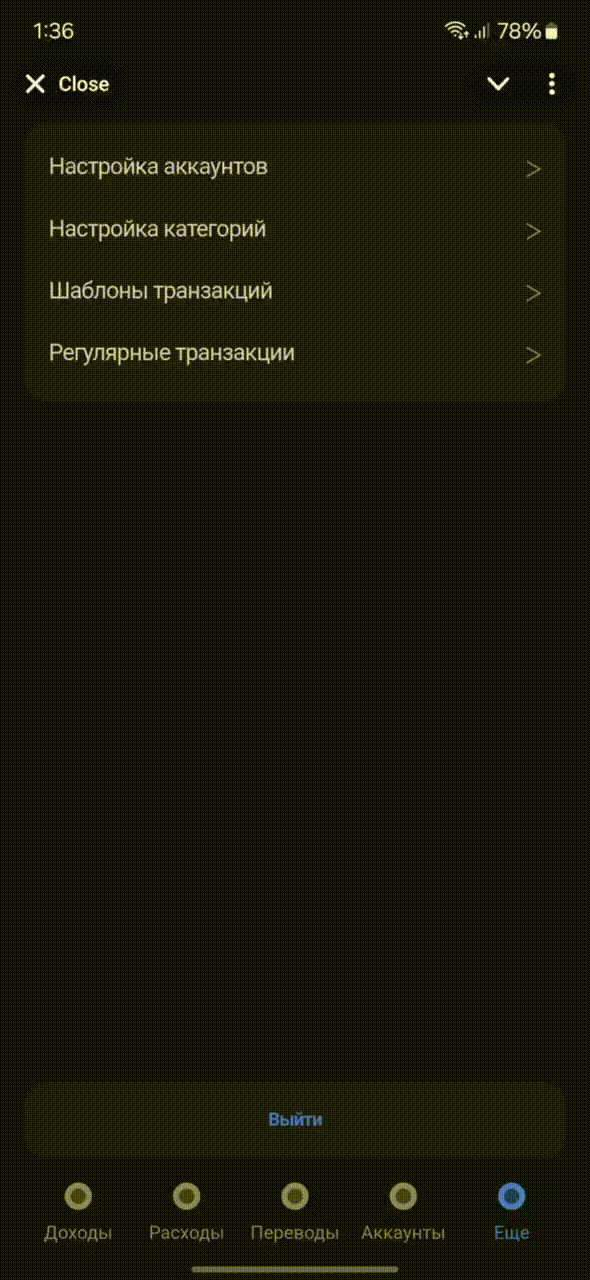 1:36 78%
Close
Настройка аккаунтов
Настройка категорий
Шаблоны транзакций
Регулярные транзакции
Выйти
Доходы Расходы Переводы Аккаунты Еще